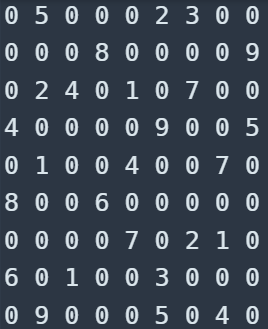 0 5 0 0 0 2 3 0 0
0 0 0 8 0 0 0 0 9
0 2 4 0 1 0 7 0 0
4 0 0 0 0 9 0 0 5
0 1 0 0 4 0 0 7 0
8 0 0 6 0 0 0 0 0
0 0 0 0 7 0 2 1 0
6 0 1 0 0 3 0 0 0
0 9 0 0 0 5 0 4 0